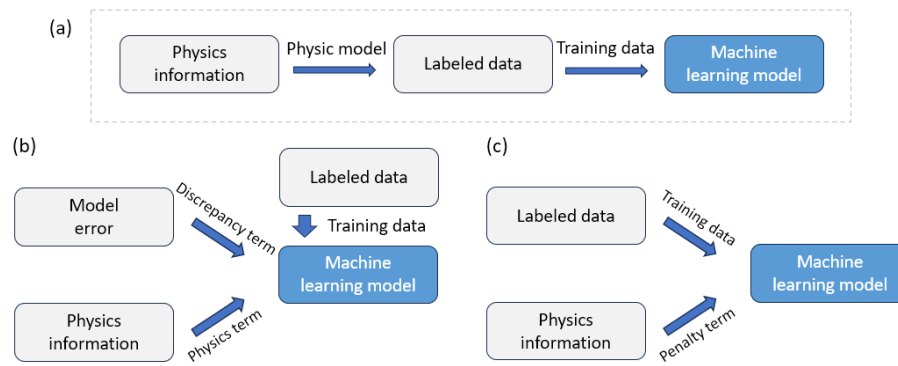 (a)
Physics
information
Physic model
Labeled data
Training data
Machine
learning model
(b)
Model
error
Discrepancy term
Labeled data
Training data
Machine
learning model
Physics
information
Physics term
(c)
Labeled data
Training data
Machine
learning model
Physics
information
Penalty term